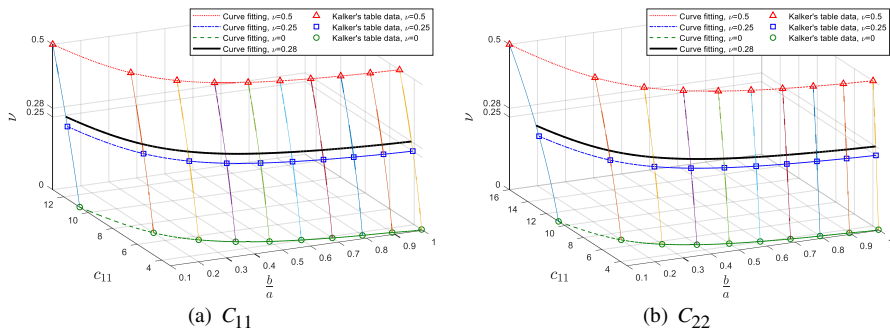 Curve fitting, ν=0.5
Curve fitting, ν=0.25
Curve fitting, ν=0
Curve fitting, ν=0.28
Kalker's table data, ν=0.5
Kalker's table data, ν=0.25
Kalker's table data, ν=0
0.5
0.28
0.25
0
ν
12
10
8
6
4
c11
0.1
0.2
0.3
0.4
0.5
0.6
0.7
0.8
0.9
1
b
a
(a) C11
Curve fitting, ν=0.5
Curve fitting, ν=0.25
Curve fitting, ν=0
Curve fitting, ν=0.28
Kalker's table data, ν=0.5
Kalker's table data, ν=0.25
Kalker's table data, ν=0
0.5
0.28
0.25
0
ν
16
14
12
10
8
6
4
c11
0.1
0.2
0.3
0.4
0.5
0.6
0.7
0.8
0.9
b
a
(b) C22